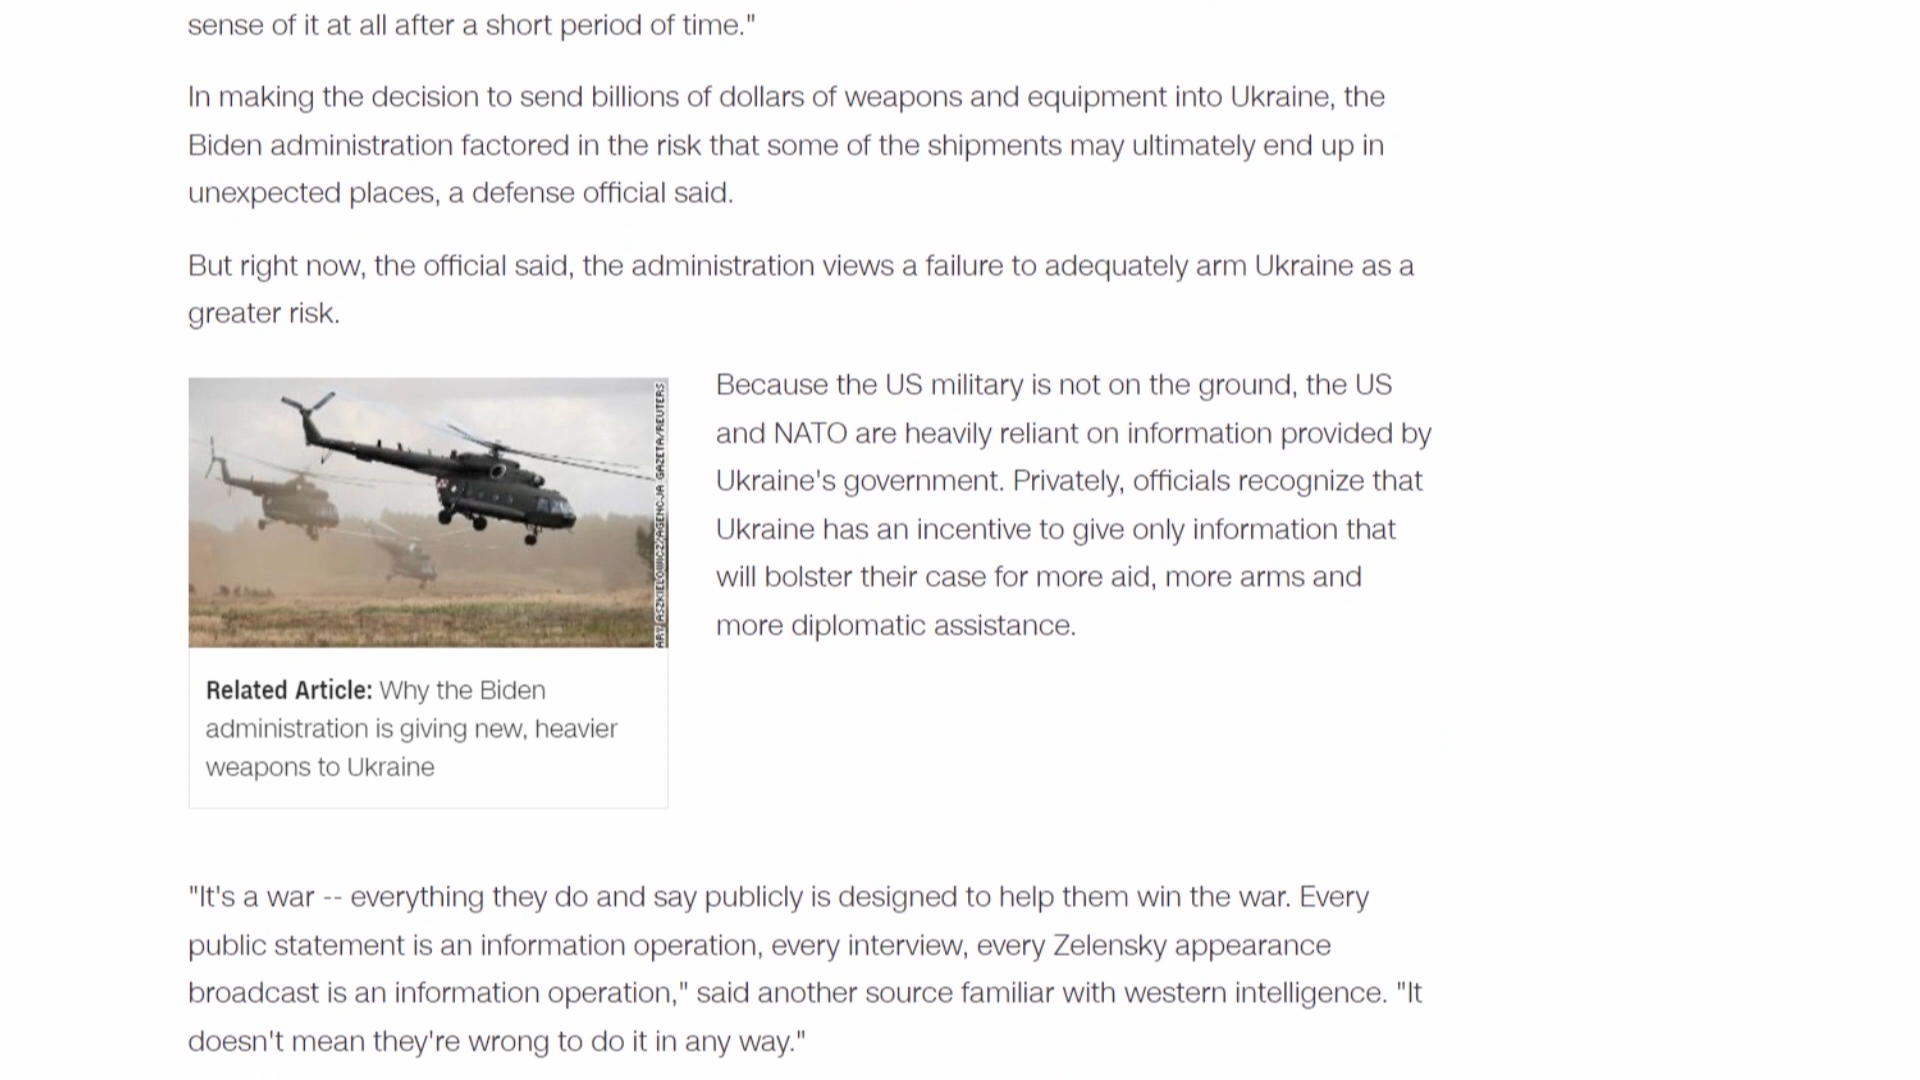 sense of it at all after a short period of time."
In making the decision to send billions of dollars of weapons and equipment into Ukraine, the
Biden administration factored in the risk that some of the shipments may ultimately end up in
unexpected places, a defense official said.
But right now, the official said, the administration views a failure to adequately arm Ukraine as a
greater risk.
ASZKIELOWICZ/AGENCJA GAZETA/REUTERS
Related Article: Why the Biden
administration is giving new, heavier
weapons to Ukraine
Because the US military is not on the ground, the US
and NATO are heavily reliant on information provided by
Ukraine's government. Privately, officials recognize that
Ukraine has an incentive to give only information that
will bolster their case for more aid, more arms and
more diplomatic assistance.
"It's a war -- everything they do and say publicly is designed to help them win the war. Every
public statement is an information operation, every interview, every Zelensky appearance
broadcast is an information operation," said another source familiar with western intelligence. "It
doesn't mean they're wrong to do it in any way."